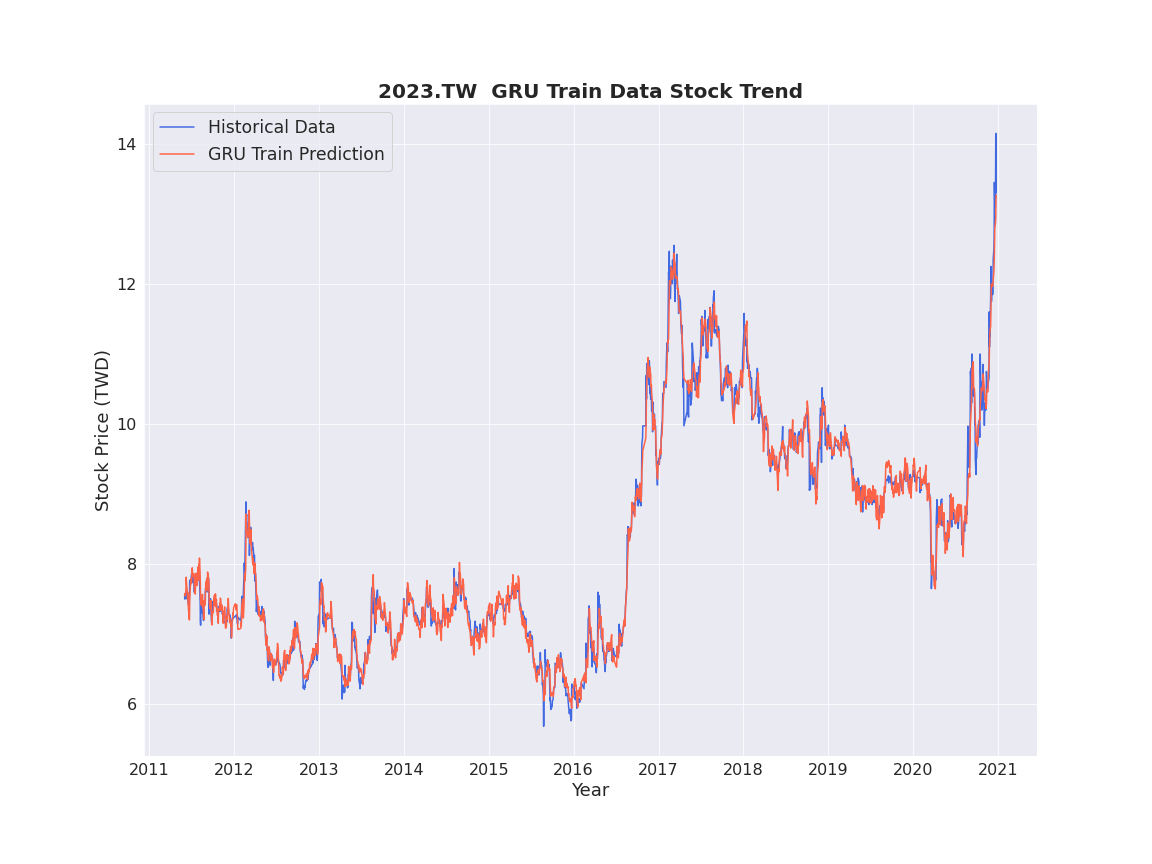 2023.TW  GRU Train Data Stock Trend
Historical Data
GRU Train Prediction
Stock Price (TWD)
14
12
10
8
6
2011 2012 2013 2014 2015 2016 2017 2018 2019 2020 2021
Year